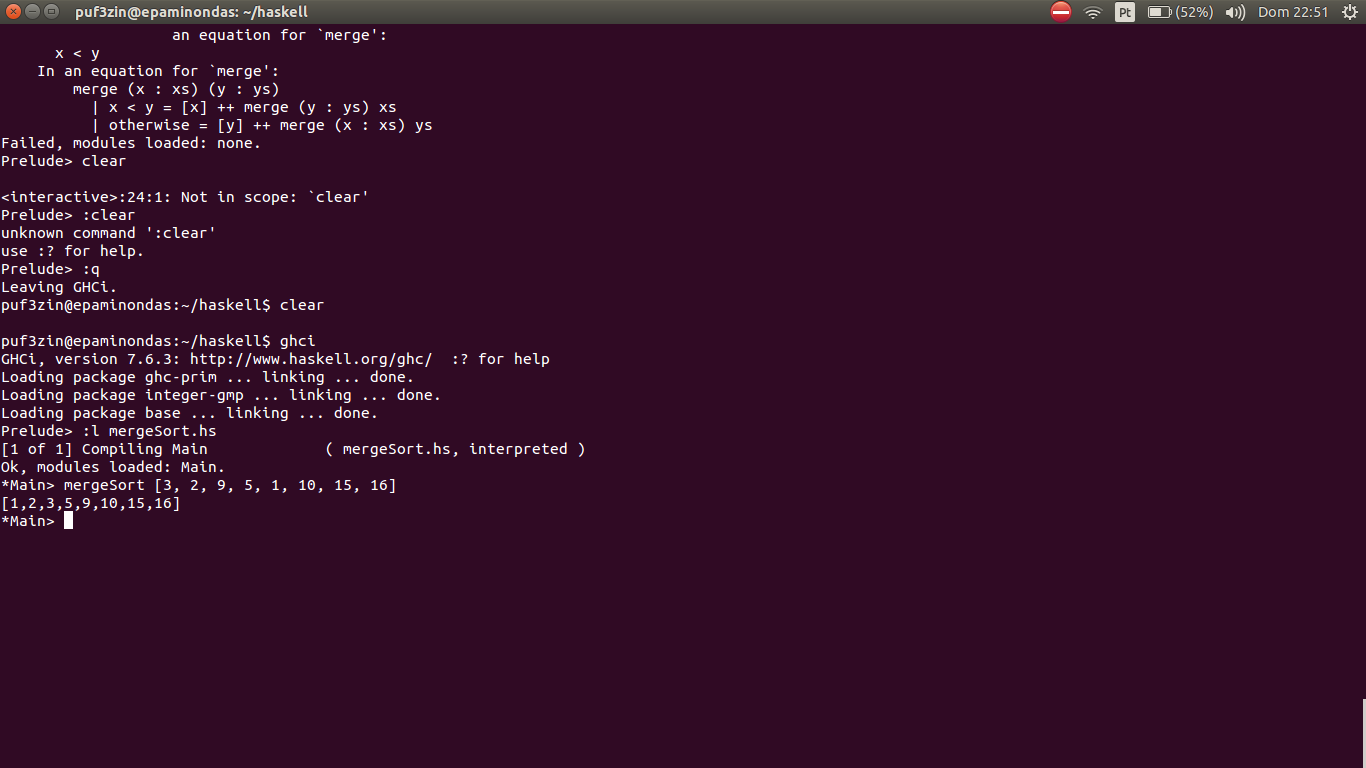 puf3zin@epaminondas: ~/haskell
Pt (52%) Dom 22:51
                   an equation for `merge':
      x < y
    In an equation for `merge':
        merge (x : xs) (y : ys)
          | x < y = [x] ++ merge (y : ys) xs
          | otherwise = [y] ++ merge (x : xs) ys
Failed, modules loaded: none.
Prelude> clear

<interactive>:24:1: Not in scope: `clear'
Prelude> :clear
unknown command ':clear'
use :? for help.
Prelude> :q
Leaving GHCi.
puf3zin@epaminondas:~/haskell$ clear

puf3zin@epaminondas:~/haskell$ ghci
GHCi, version 7.6.3: http://www.haskell.org/ghc/  :? for help
Loading package ghc-prim ... linking ... done.
Loading package integer-gmp ... linking ... done.
Loading package base ... linking ... done.
Prelude> :l mergeSort.hs
[1 of 1] Compiling Main             ( mergeSort.hs, interpreted )
Ok, modules loaded: Main.
*Main> mergeSort [3, 2, 9, 5, 1, 10, 15, 16]
[1,2,3,5,9,10,15,16]
*Main>